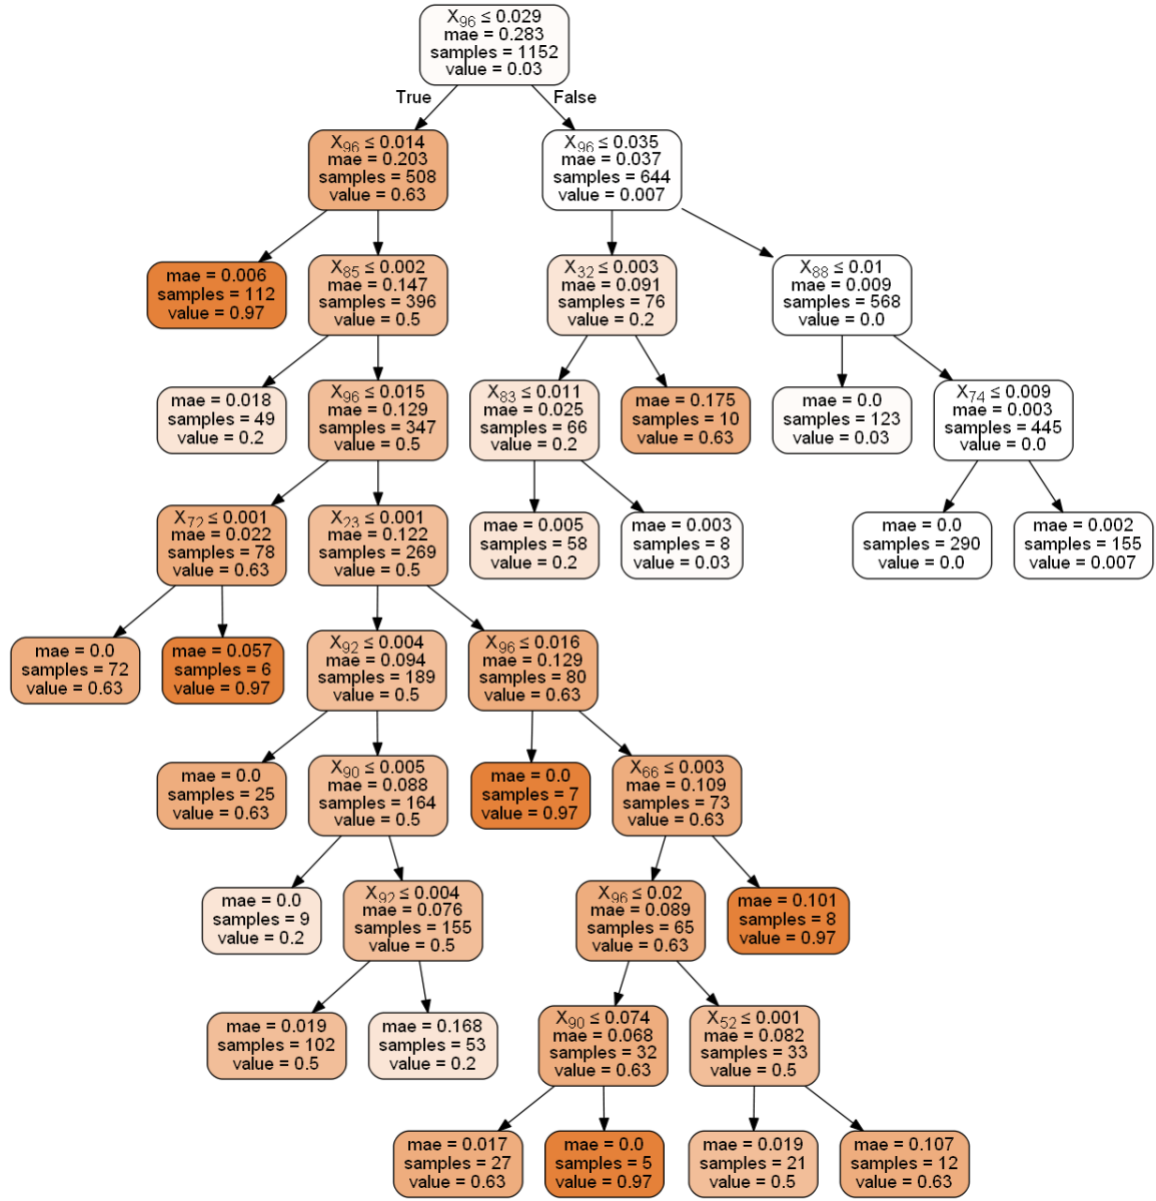 X96 ≤ 0.029
mae = 0.283
samples = 1152
value = 0.03
True
False
X96 ≤ 0.014
mae = 0.203
samples = 508
value = 0.63
X96 ≤ 0.035
mae = 0.037
samples = 644
value = 0.007
mae = 0.006
samples = 112
value = 0.97
X85 ≤ 0.002
mae = 0.147
samples = 396
value = 0.5
X32 ≤ 0.003
mae = 0.091
samples = 76
value = 0.2
X88 ≤ 0.01
mae = 0.009
samples = 568
value = 0.0
mae = 0.018
samples = 49
value = 0.2
X96 ≤ 0.015
mae = 0.129
samples = 347
value = 0.5
X83 ≤ 0.011
mae = 0.025
samples = 66
value = 0.2
mae = 0.175
samples = 10
value = 0.63
mae = 0.0
samples = 123
value = 0.03
X74 ≤ 0.009
mae = 0.003
samples = 445
value = 0.0
X72 ≤ 0.001
mae = 0.022
samples = 78
value = 0.63
X23 ≤ 0.001
mae = 0.122
samples = 269
value = 0.5
mae = 0.005
samples = 58
value = 0.2
mae = 0.003
samples = 8
value = 0.03
mae = 0.0
samples = 290
value = 0.0
mae = 0.002
samples = 155
value = 0.007
mae = 0.0
samples = 72
value = 0.63
mae = 0.057
samples = 6
value = 0.97
X92 ≤ 0.004
mae = 0.094
samples = 189
value = 0.5
X96 ≤ 0.016
mae = 0.129
samples = 80
value = 0.63
mae = 0.0
samples = 25
value = 0.63
X90 ≤ 0.005
mae = 0.088
samples = 164
value = 0.5
mae = 0.0
samples = 7
value = 0.97
X66 ≤ 0.003
mae = 0.109
samples = 73
value = 0.63
mae = 0.0
samples = 9
value = 0.2
X92 ≤ 0.004
mae = 0.076
samples = 155
value = 0.5
X96 ≤ 0.02
mae = 0.089
samples = 65
value = 0.63
mae = 0.101
samples = 8
value = 0.97
mae = 0.019
samples = 102
value = 0.5
mae = 0.168
samples = 53
value = 0.2
X90 ≤ 0.074
mae = 0.068
samples = 32
value = 0.63
X52 ≤ 0.001
mae = 0.082
samples = 33
value = 0.5
mae = 0.017
samples = 27
value = 0.63
mae = 0.0
samples = 5
value = 0.97
mae = 0.019
samples = 21
value = 0.5
mae = 0.107
samples = 12
value = 0.63